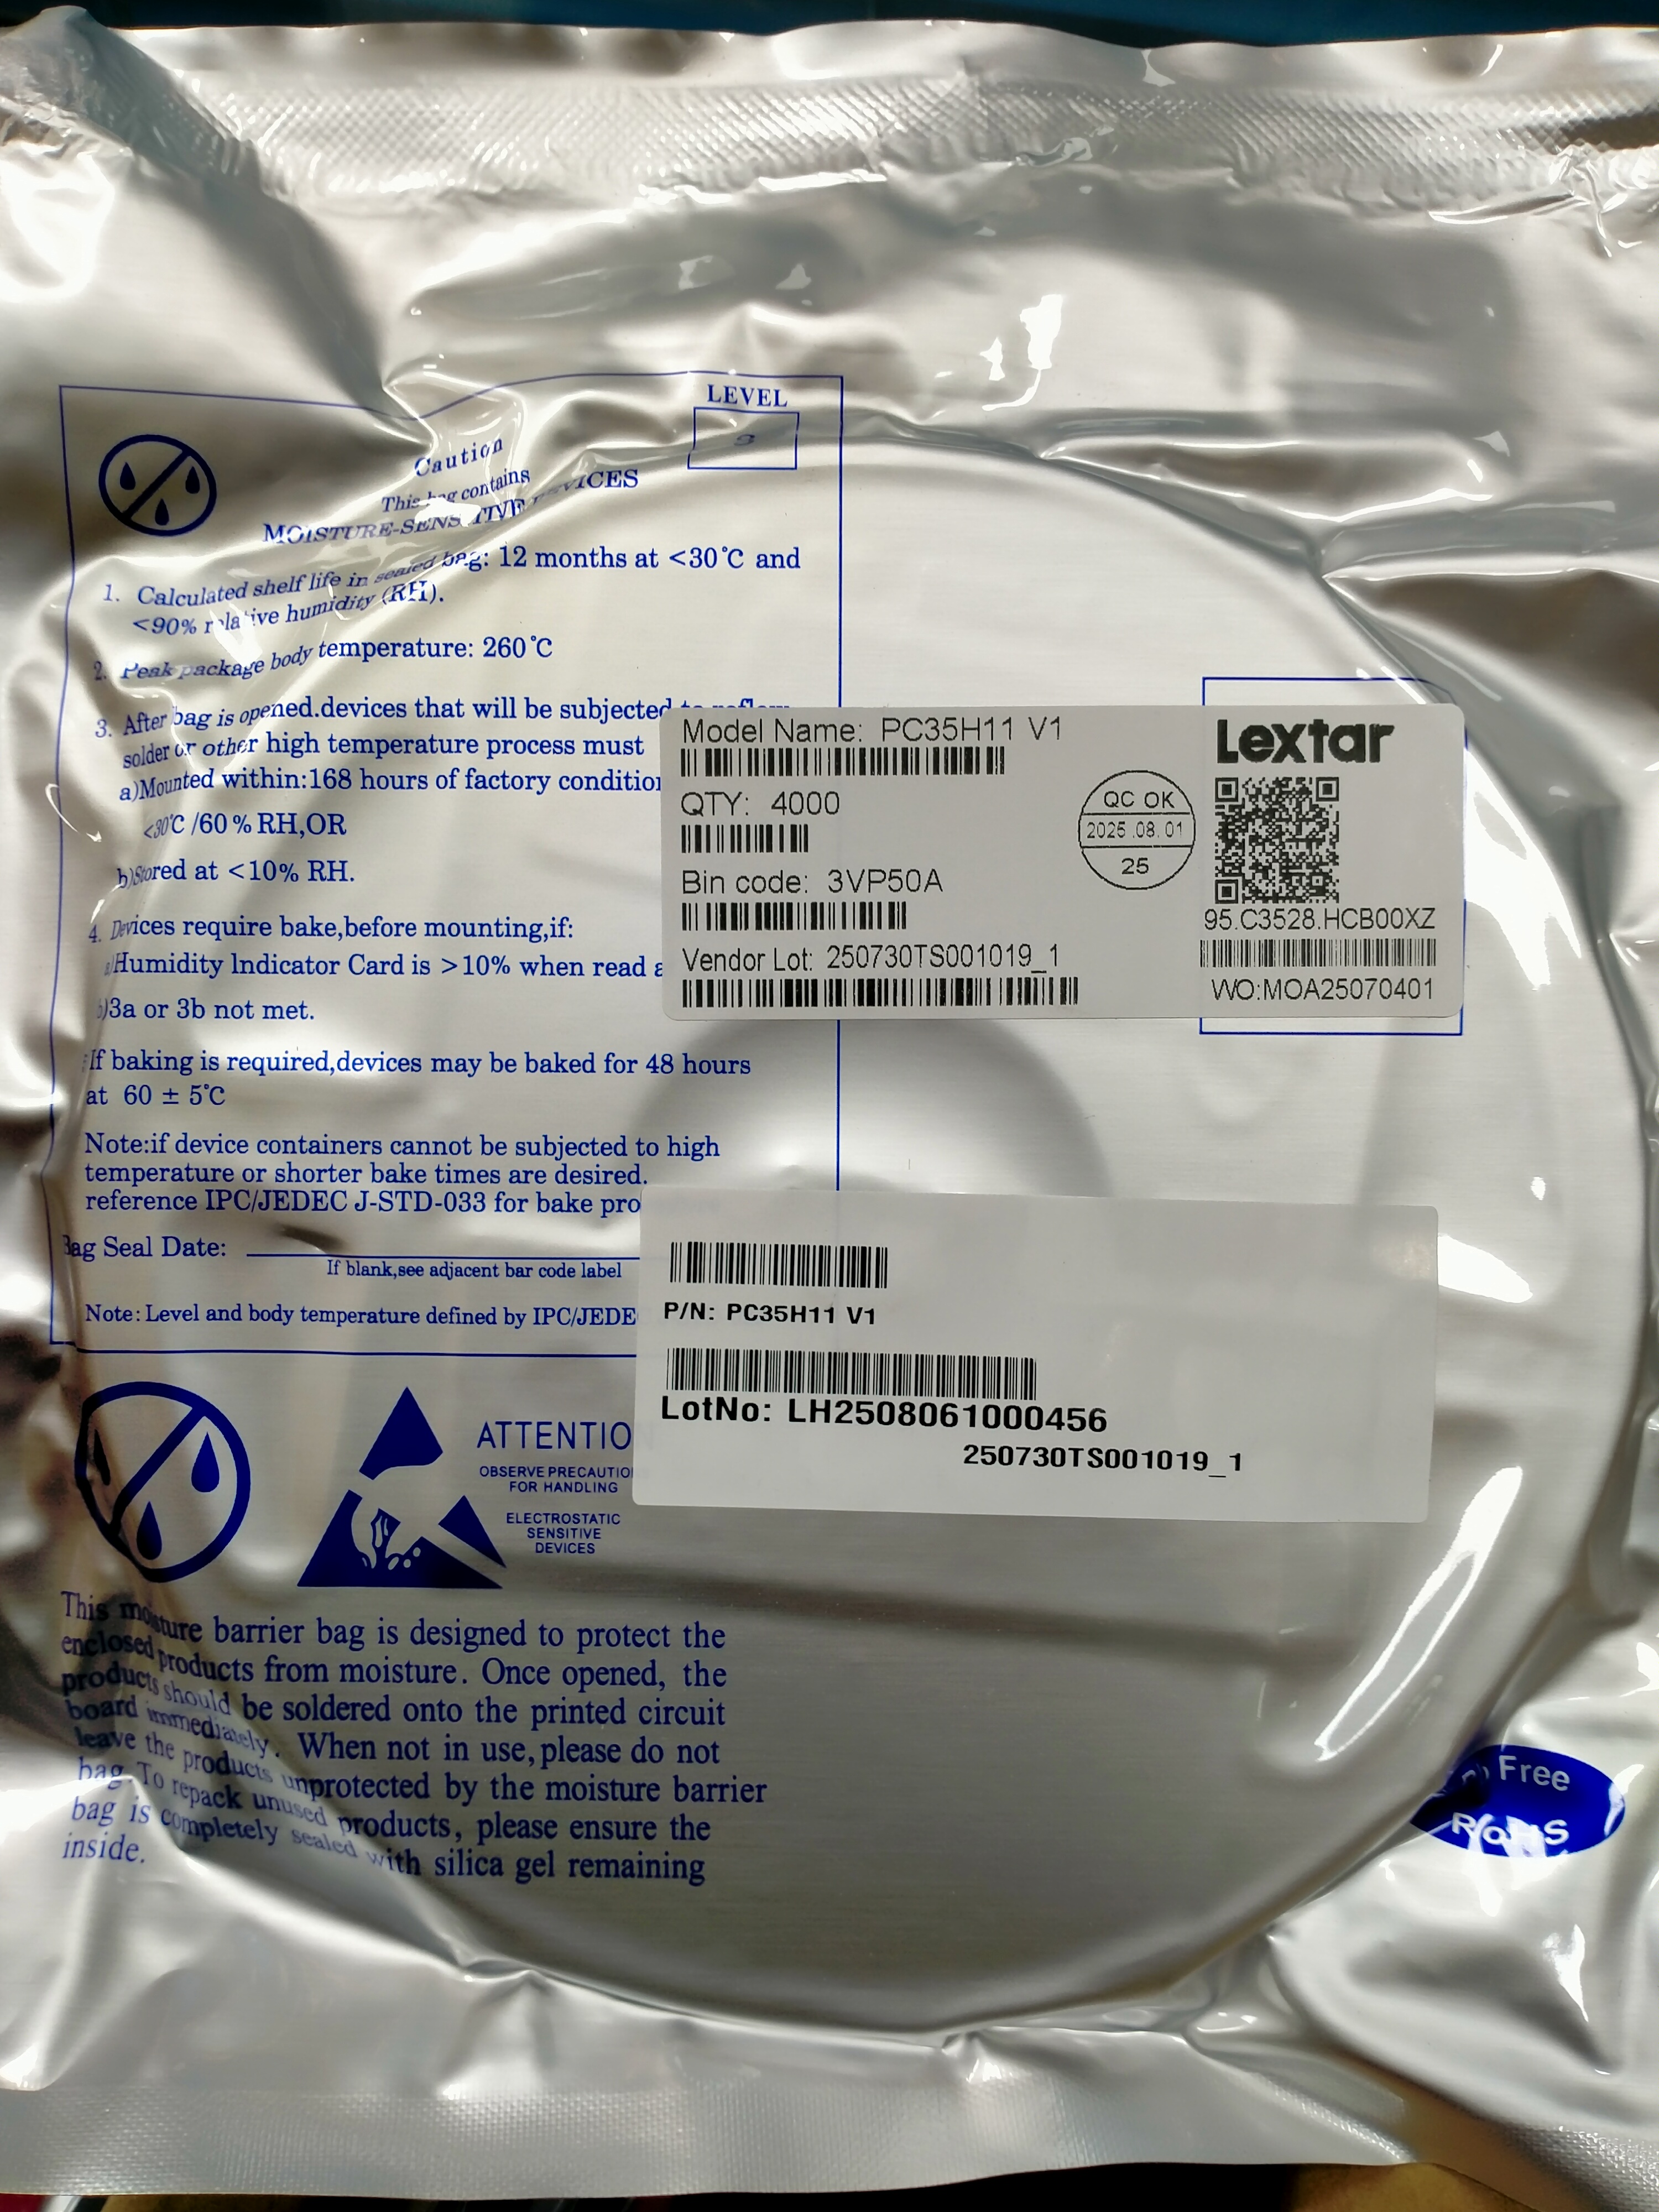 LEVEL
3
Caution
This bag contains
MOISTURE-SENSITIVE DEVICES
1. Calculated shelf life in sealed bag: 12 months at <30℃ and
<90% relative humidity (RH).
2. Peak package body temperature: 260℃
3. After bag is opened.devices that will be subjected to reflow
solder or other high temperature process must
a)Mounted within:168 hours of factory condition
<30℃ /60% RH,OR
b)Stored at <10% RH.
4. Devices require bake,before mounting,if:
a)Humidity Indicator Card is >10% when read a
b)3a or 3b not met.
If baking is required,devices may be baked for 48 hours
at 60 ± 5℃
Note:if device containers cannot be subjected to high
temperature or shorter bake times are desired.
reference IPC/JEDEC J-STD-033 for bake pro
Bag Seal Date:
If blank,see adjacent bar code label
Note: Level and body temperature defined by IPC/JEDE
Model Name: PC35H11 V1
QTY: 4000
Bin code: 3VP50A
Vendor Lot: 250730TS001019_1
QC OK
2025.08.01
25
Lextar
95.C3528.HCB00XZ
WO:MOA25070401
P/N: PC35H11 V1
LotNo: LH2508061000456
250730TS001019_1
ATTENTIO
OBSERVE PRECAUTIO
FOR HANDLING
ELECTROSTATIC
SENSITIVE
DEVICES
This moisture barrier bag is designed to protect the
enclosed products from moisture. Once opened, the
products should be soldered onto the printed circuit
board immediately. When not in use, please do not
leave the products unprotected by the moisture barrier
bag. To repack unused products, please ensure the
bag is completely sealed with silica gel remaining
inside.
Free
RoHS